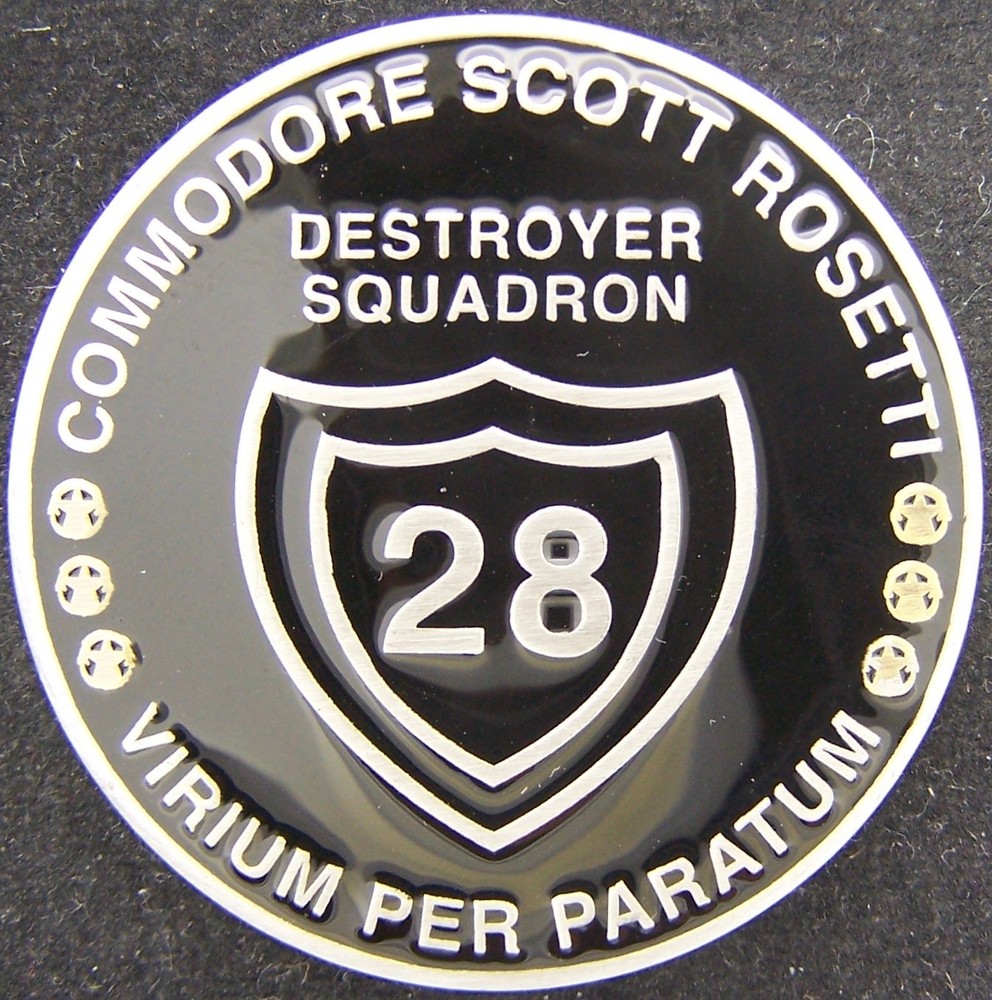 COMMODORE SCOTT ROSETTI
DESTROYER
SQUADRON
28
VIRIUM PER PARATUM